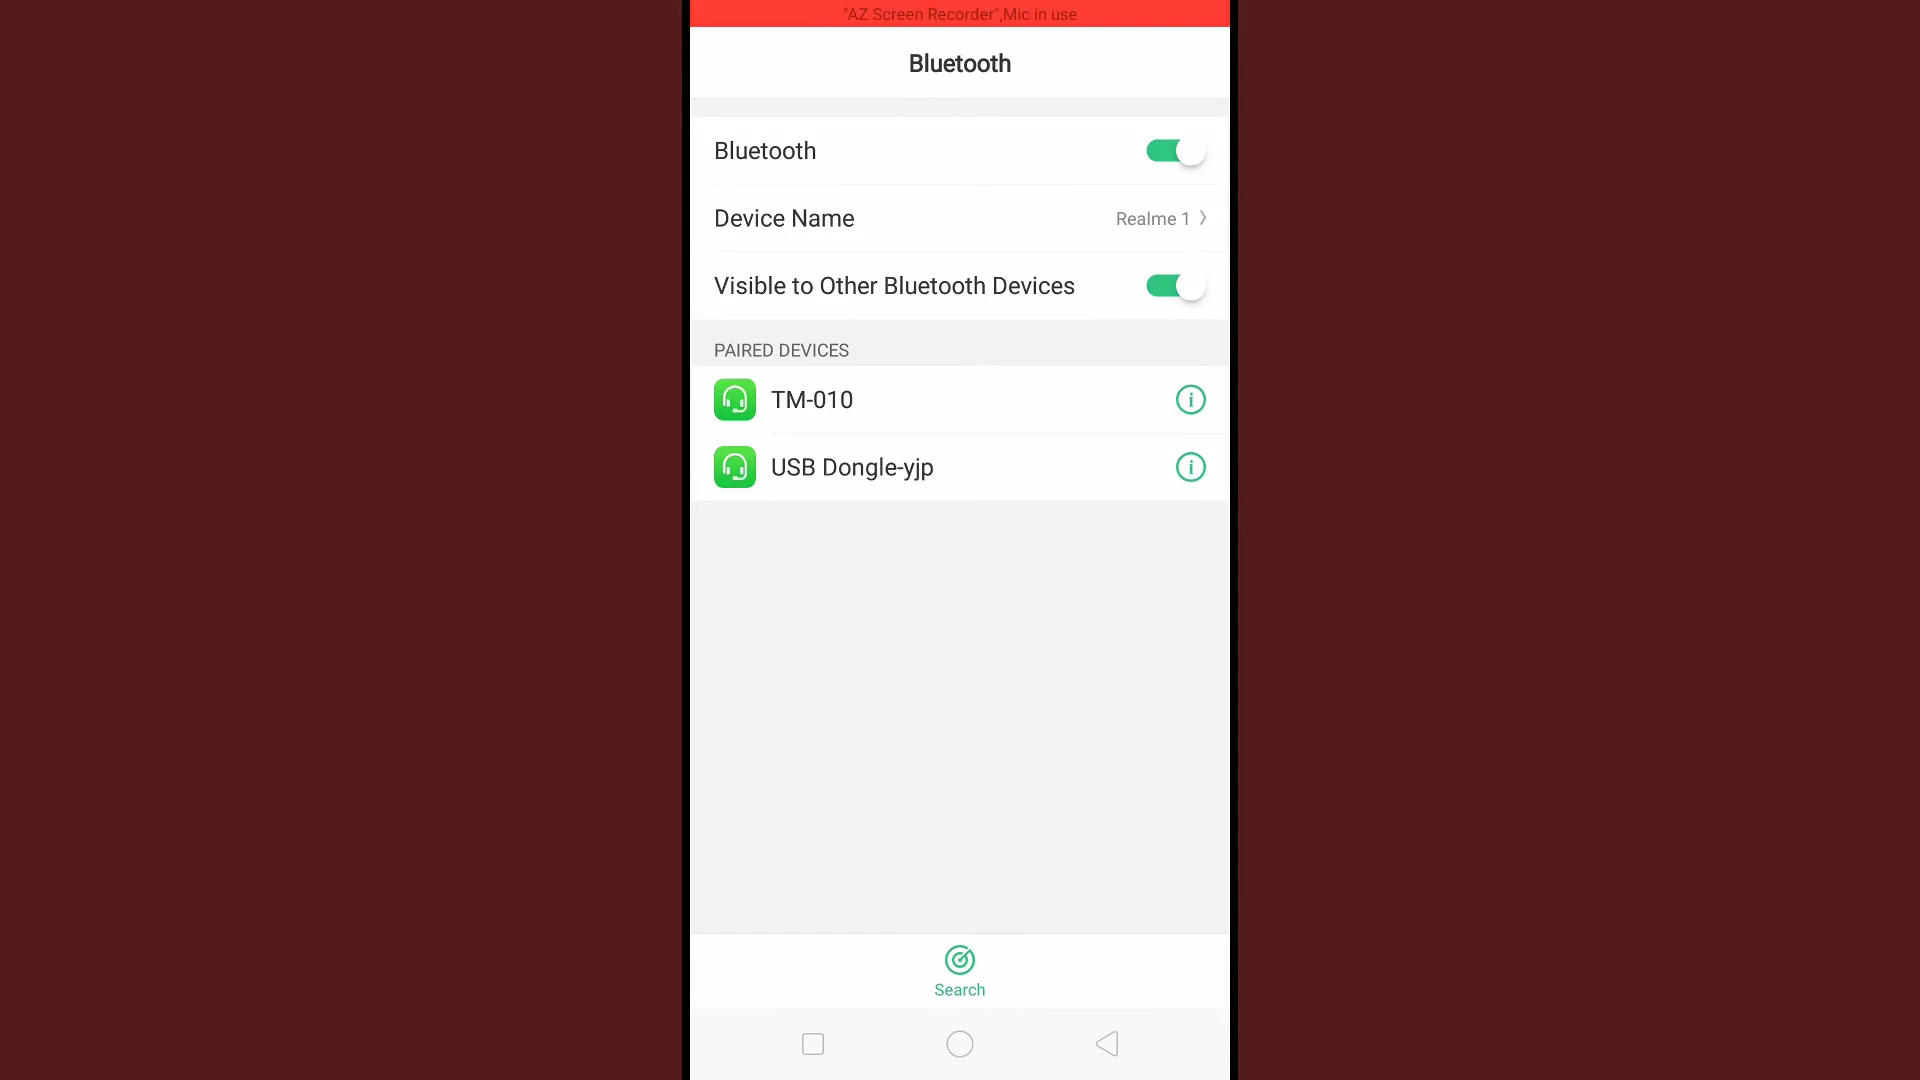 "AZ Screen Recorder",Mic in use
Bluetooth
Bluetooth
Device Name
Realme 1
Visible to Other Bluetooth Devices
PAIRED DEVICES
TM-010
USB Dongle-yjp
Search